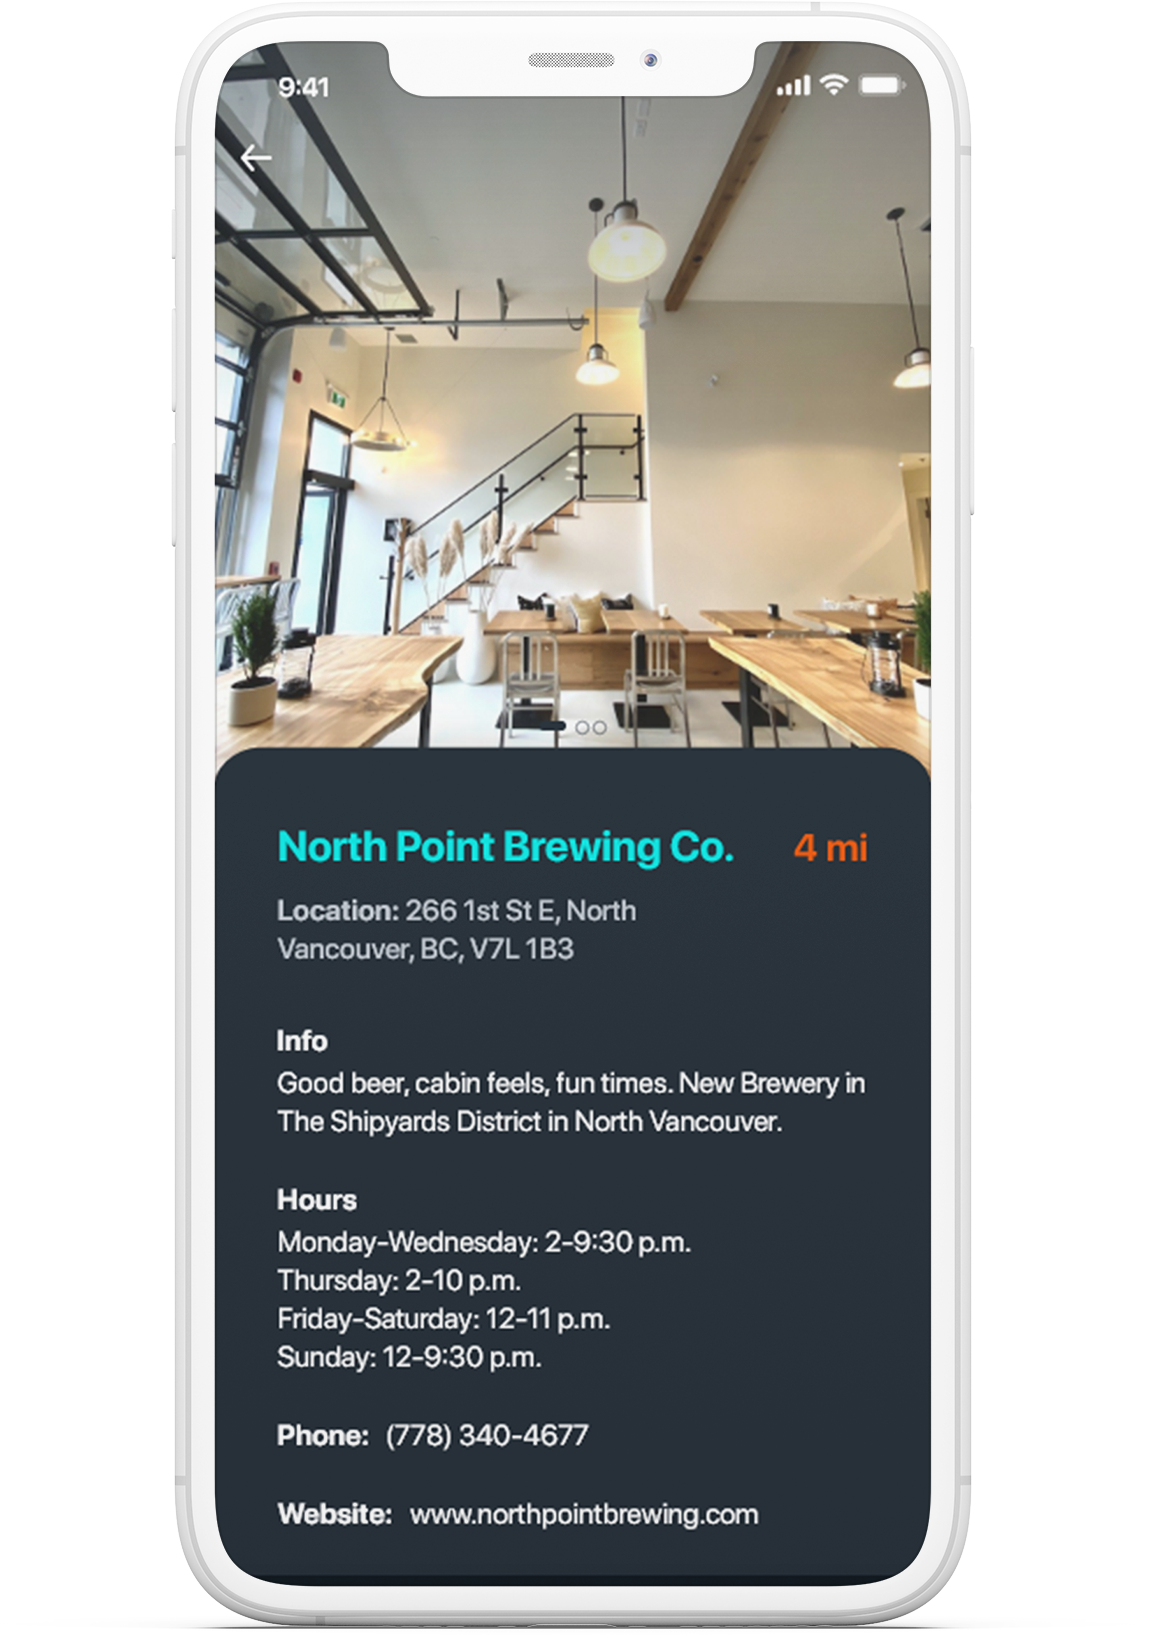 9:41
North Point Brewing Co. 4 mi
Location: 266 1st St E, North
Vancouver, BC, V7L 1B3
Info
Good beer, cabin feels, fun times. New Brewery in
The Shipyards District in North Vancouver.
Hours
Monday-Wednesday: 2-9:30 p.m.
Thursday: 2-10 p.m.
Friday-Saturday: 12-11 p.m.
Sunday: 12-9:30 p.m.
Phone: (778) 340-4677
Website: www.northpointbrewing.com